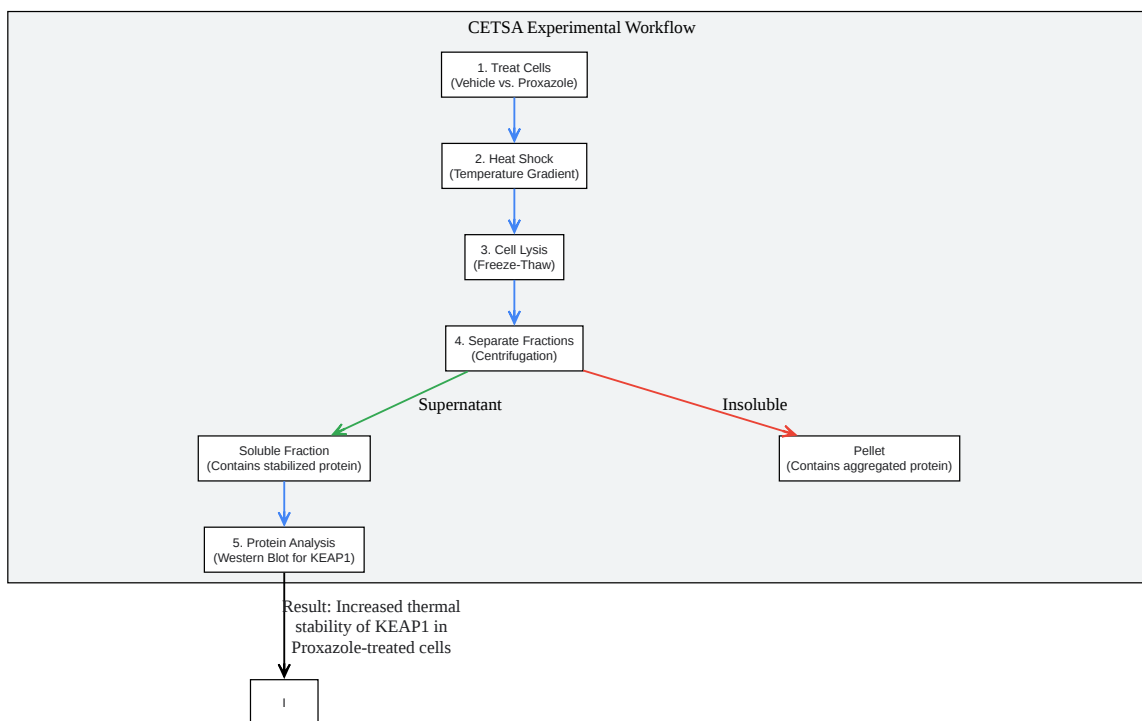 CETSA Experimental Workflow
1. Treat Cells
(Vehicle vs. Proxazole)
2. Heat Shock
(Temperature Gradient)
3. Cell Lysis
(Freeze-Thaw)
4. Separate Fractions
(Centrifugation)
Supernatant
Insoluble
Soluble Fraction
(Contains stabilized protein)
Pellet
(Contains aggregated protein)
5. Protein Analysis
(Western Blot for KEAP1)
Result: Increased thermal
stability of KEAP1 in
Proxazole-treated cells
I